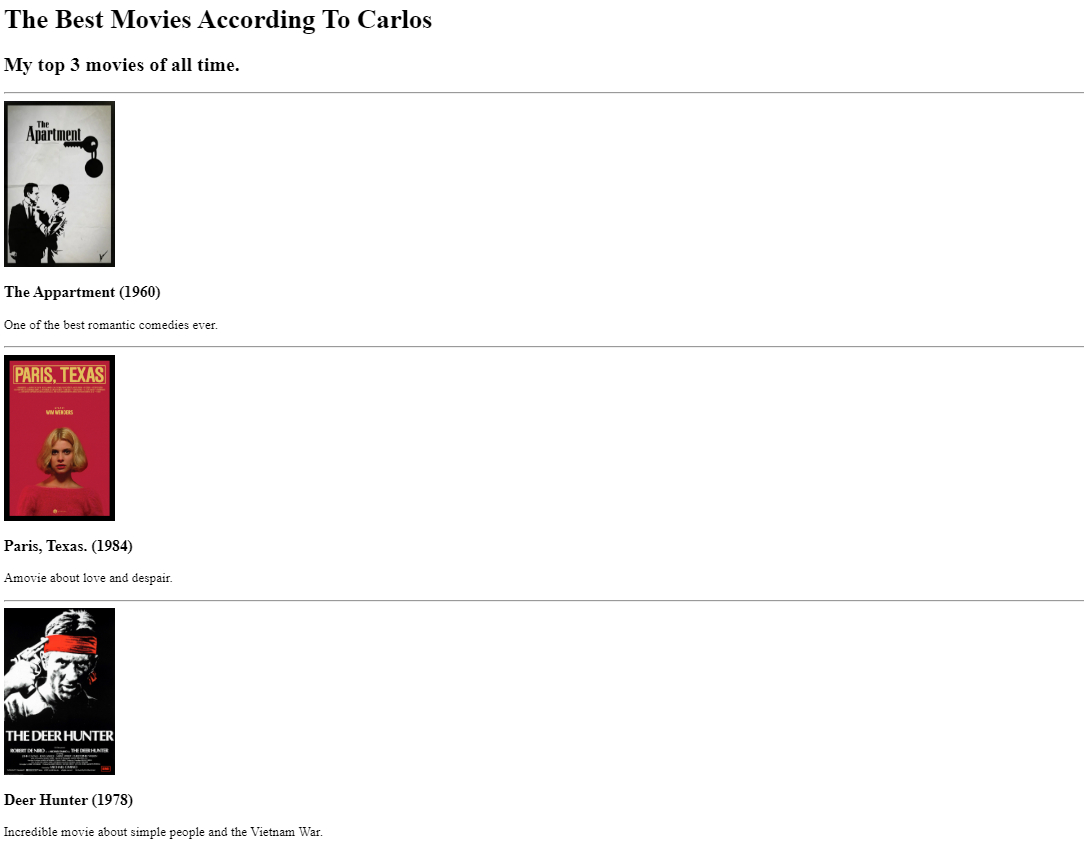 The Best Movies According To Carlos
My top 3 movies of all time.
The
Apartment
The Appartment (1960)
One of the best romantic comedies ever.
PARIS, TEXAS
WIM WENDERS
Paris, Texas. (1984)
Amovie about love and despair.
THE DEER HUNTER
ROBERT DE NIRO
THE DEER HUNTER
Deer Hunter (1978)
Incredible movie about simple people and the Vietnam War.